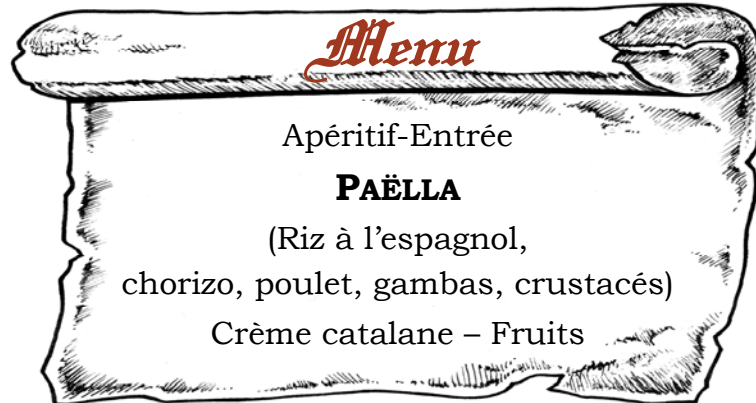 Menu
Apéritif-Entrée
PAËLLA
(Riz à l’espagnol,
chorizo, poulet, gambas, crustacés)
Crème catalane – Fruits